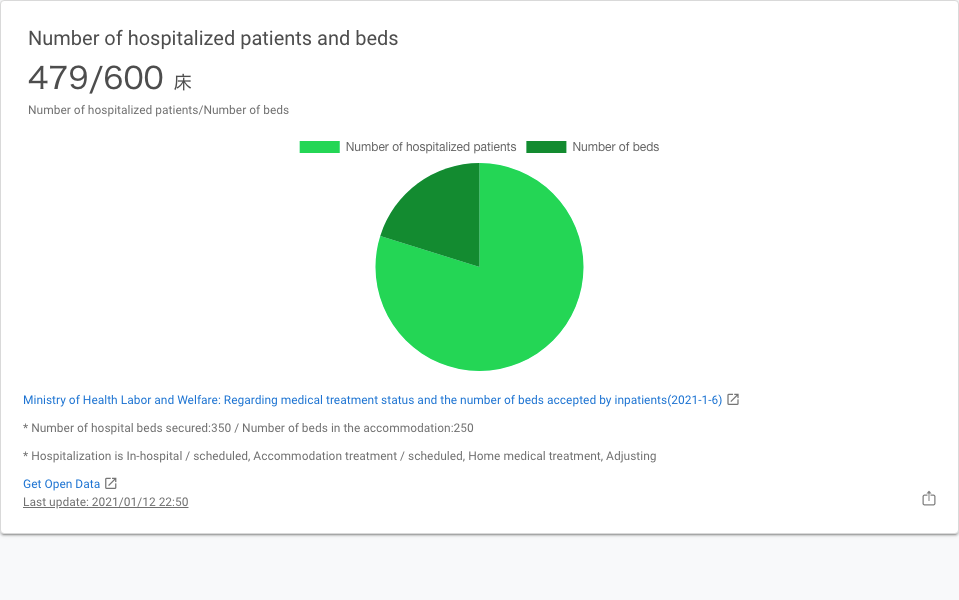 Number of hospitalized patients and beds
479/600 床
Number of hospitalized patients/Number of beds
Number of hospitalized patients Number of beds
Ministry of Health Labor and Welfare: Regarding medical treatment status and the number of beds accepted by inpatients(2021-1-6)
* Number of hospital beds secured:350 / Number of beds in the accommodation:250
* Hospitalization is In-hospital / scheduled, Accommodation treatment / scheduled, Home medical treatment, Adjusting
Get Open Data
Last update: 2021/01/12 22:50